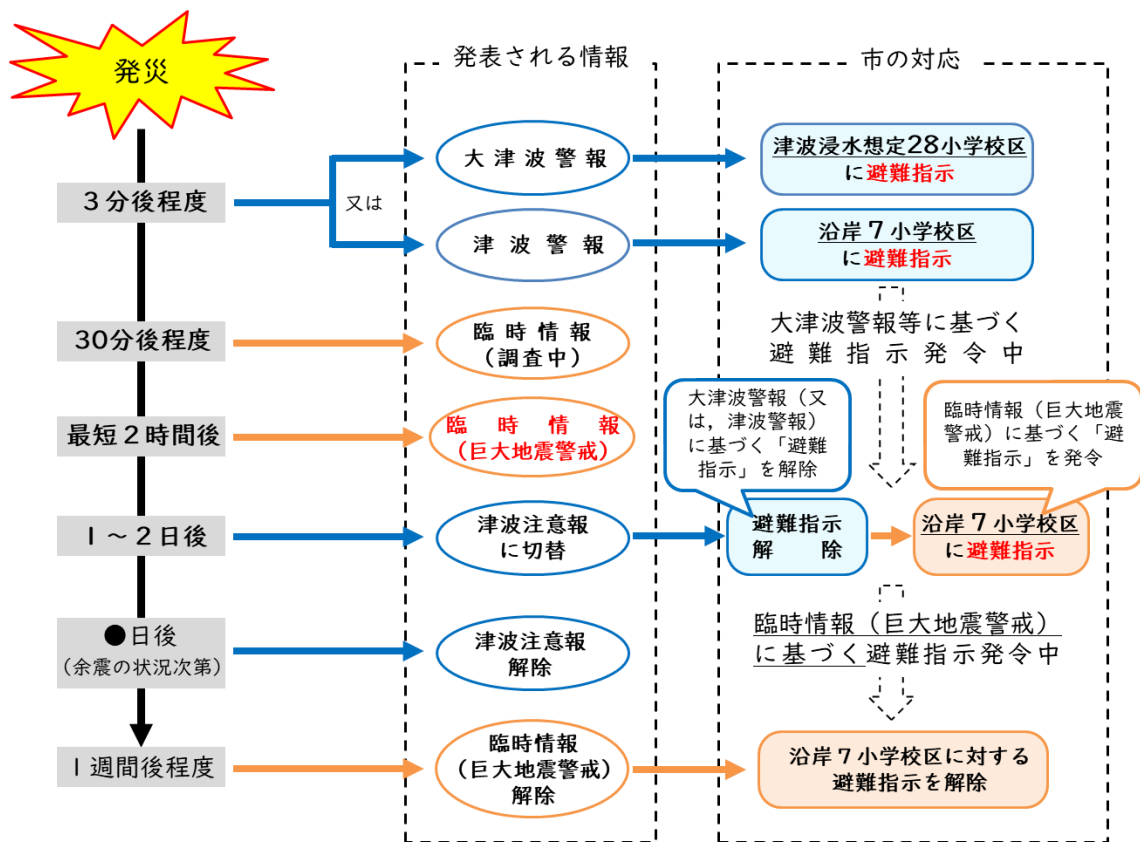 発災
発表される情報
市の対応
3分後程度
又は
大津波警報
津波浸水想定28小学校区
に避難指示
津波警報
沿岸7小学校区
に避難指示
30分後程度
臨時情報
(調査中)
大津波警報等に基づく
避難指示発令中
最短2時間後
臨時情報
(巨大地震警戒)
大津波警報(又
は,津波警報)
に基づく「避難
指示」を解除
臨時情報(巨大地震
警戒)に基づく「避
難指示」を発令
1~2日後
津波注意報
に切替
避難指示
解除
沿岸7小学校区
に避難指示
●日後
(余震の状況次第)
津波注意報
解除
臨時情報(巨大地震警戒)
に基づく避難指示発令中
1週間後程度
臨時情報
(巨大地震警戒)
解除
沿岸7小学校区に対する
避難指示を解除